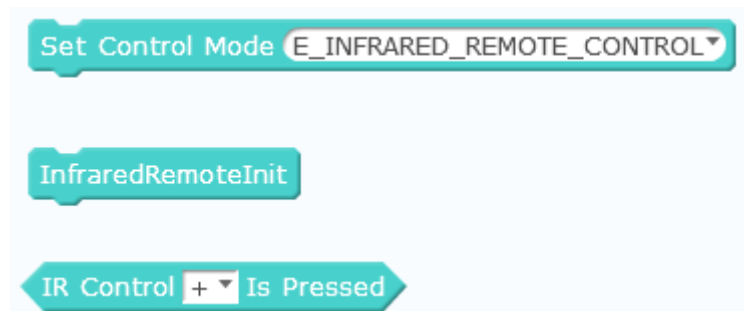 Set Control Mode E_INFRARED_REMOTE_CONTROL
InfraredRemoteInit
IR Control + Is Pressed